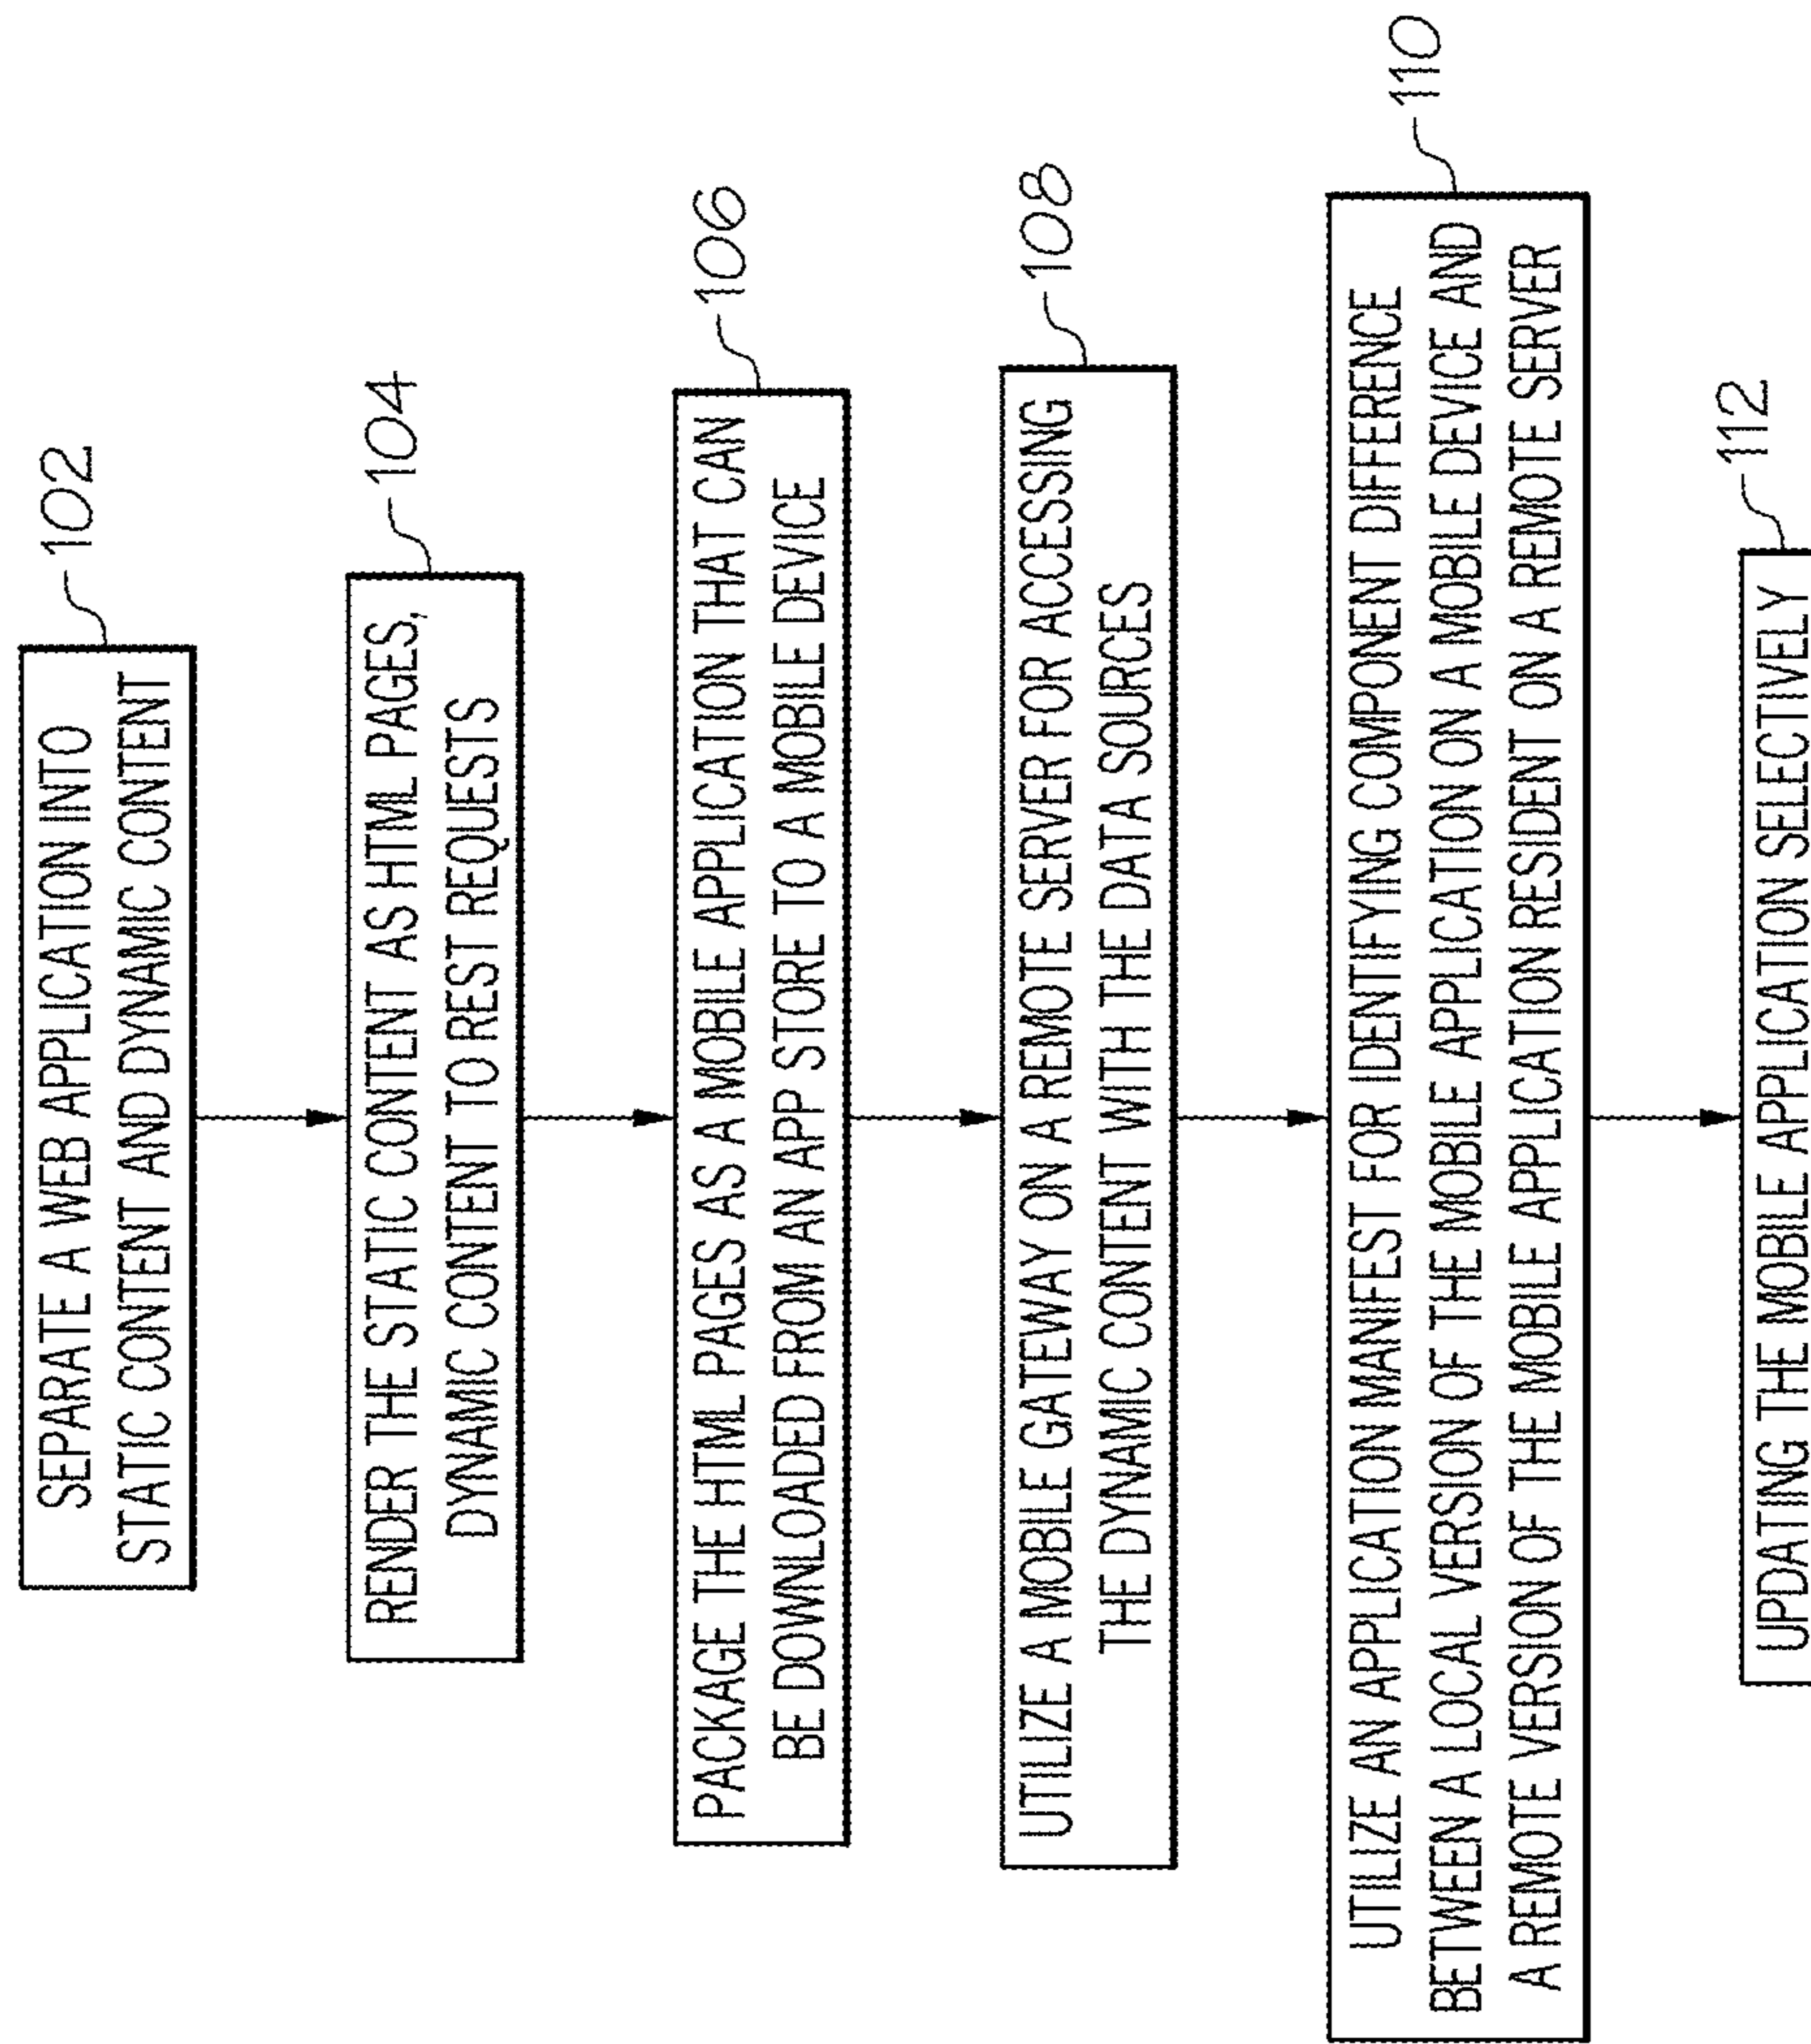 102
SEPARATE A WEB APPLICATION INTO
STATIC CONTENT AND DYNAMIC CONTENT
104
RENDER THE STATIC CONTENT AS HTML PAGES,
DYNAMIC CONTENT TO REST REQUESTS
106
PACKAGE THE HTML PAGES AS A MOBILE APPLICATION THAT CAN
BE DOWNLOADED FROM AN APP STORE TO A MOBILE DEVICE
108
UTILIZE A MOBILE GATEWAY ON A REMOTE SERVER FOR ACCESSING
THE DYNAMIC CONTENT WITH THE DATA SOURCES
110
UTILIZE AN APPLICATION MANIFEST FOR IDENTIFYING COMPONENT DIFFERENCE
BETWEEN A LOCAL VERSION OF THE MOBILE APPLICATION ON A MOBILE DEVICE AND
A REMOTE VERSION OF THE MOBILE APPLICATION RESIDENT ON A REMOTE SERVER
112
UPDATING THE MOBILE APPLICATION SELECTIVELY